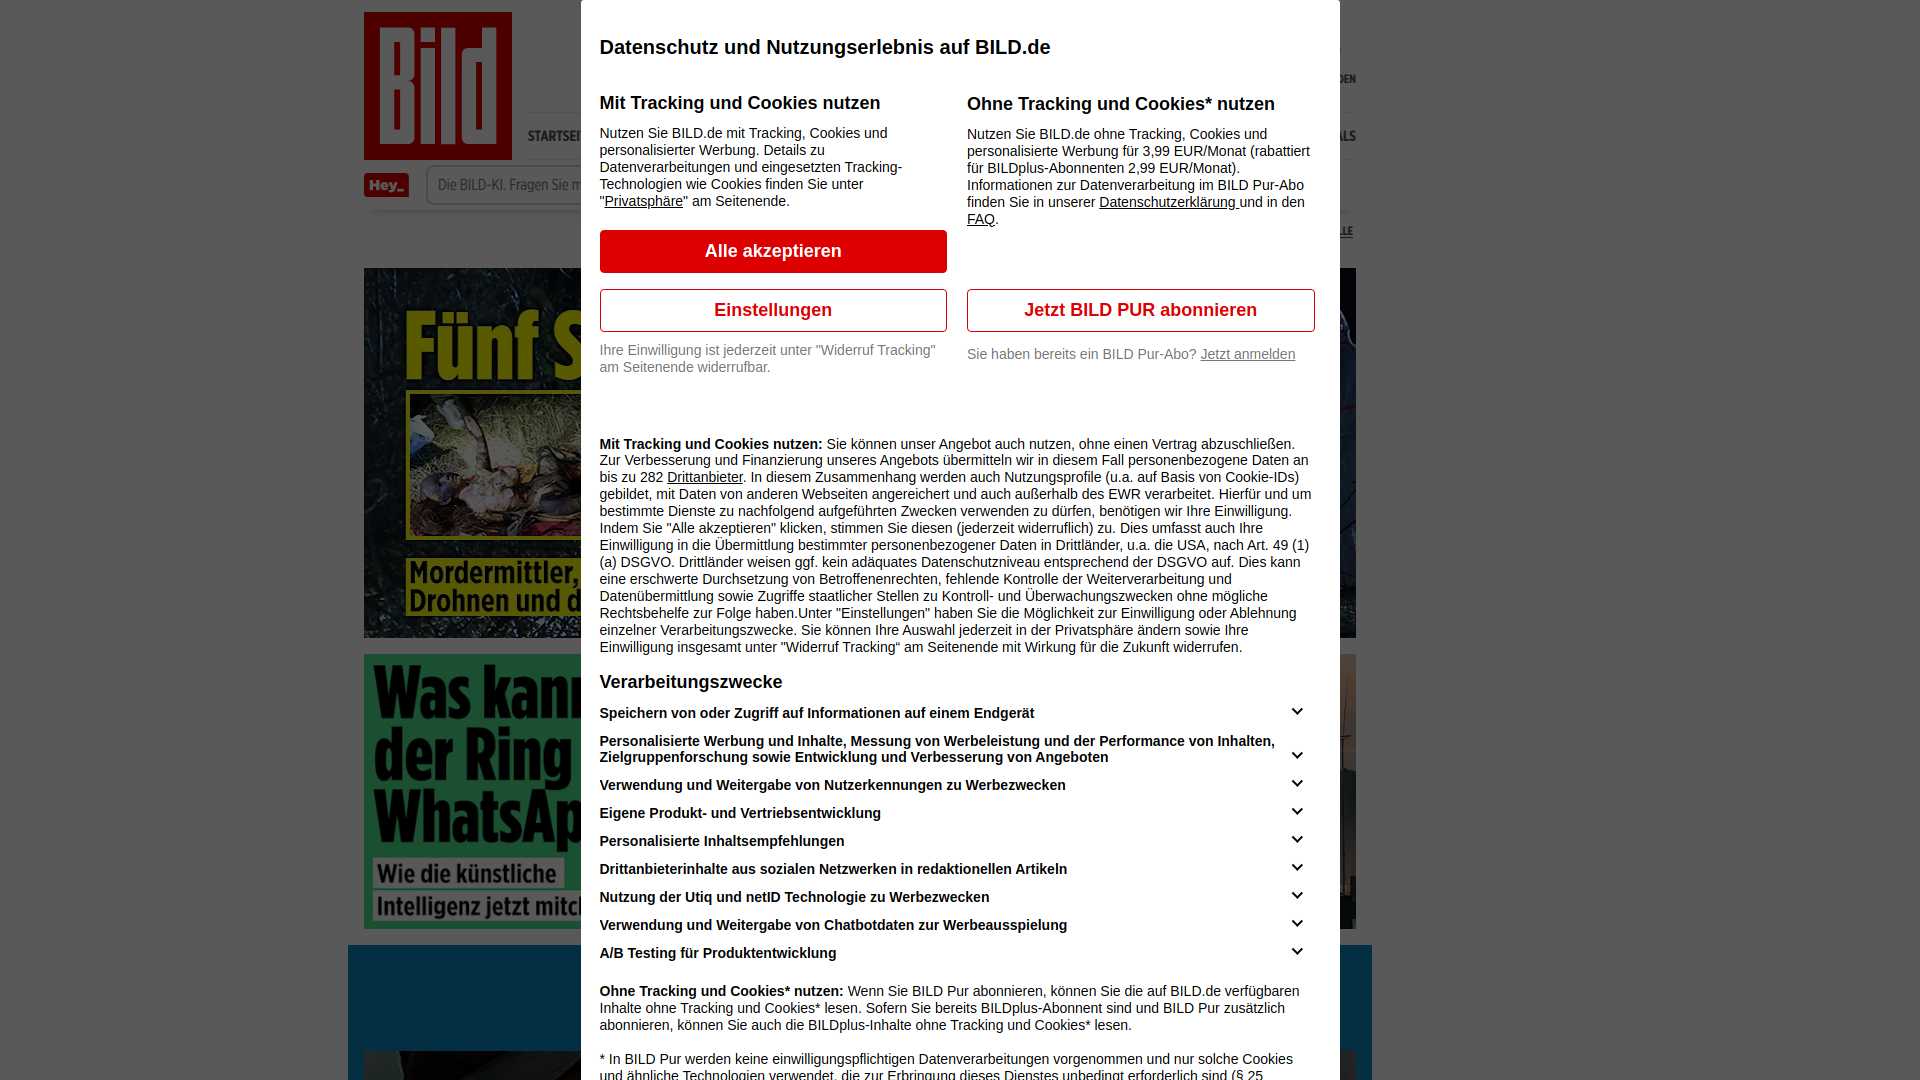 Bild
Datenschutz und Nutzungserlebnis auf BILD.de
Mit Tracking und Cookies nutzen
Nutzen Sie BILD.de mit Tracking, Cookies und
personalisierter Werbung. Details zu
Datenverarbeitungen und eingesetzten Tracking-
Technologien wie Cookies finden Sie unter
"Privatsphäre" am Seitenende.
Alle akzeptieren
Einstellungen
Ihre Einwilligung ist jederzeit unter "Widerruf Tracking"
am Seitenende widerrufbar.
Ohne Tracking und Cookies* nutzen
Nutzen Sie BILD.de ohne Tracking, Cookies und
personalisierte Werbung für 3,99 EUR/Monat (rabattiert
für BILDplus-Abonnenten 2,99 EUR/Monat).
Informationen zur Datenverarbeitung im BILD Pur-Abo
finden Sie in unserer Datenschutzerklärung und in den
FAQ.
Jetzt BILD PUR abonnieren
Sie haben bereits ein BILD Pur-Abo? Jetzt anmelden
Mit Tracking und Cookies nutzen: Sie können unser Angebot auch nutzen, ohne einen Vertrag abzuschließen.
Zur Verbesserung und Finanzierung unseres Angebots übermitteln wir in diesem Fall personenbezogene Daten an
bis zu 282 Drittanbieter. In diesem Zusammenhang werden auch Nutzungsprofile (u.a. auf Basis von Cookie-IDs)
gebildet, mit Daten von anderen Webseiten angereichert und auch außerhalb des EWR verarbeitet. Hierfür und um
bestimmte Dienste zu nachfolgend aufgeführten Zwecken verwenden zu dürfen, benötigen wir Ihre Einwilligung.
Indem Sie "Alle akzeptieren" klicken, stimmen Sie diesen (jederzeit widerruflich) zu. Dies umfasst auch Ihre
Einwilligung in die Übermittlung bestimmter personenbezogener Daten in Drittländer, u.a. die USA, nach Art. 49 (1)
(a) DSGVO. Drittländer weisen ggf. kein adäquates Datenschutzniveau entsprechend der DSGVO auf. Dies kann
eine erschwerte Durchsetzung von Betroffenenrechten, fehlende Kontrolle der Weiterverarbeitung und
Datenübermittlung sowie Zugriffe staatlicher Stellen zu Kontroll- und Überwachungszwecken ohne mögliche
Rechtsbehelfe zur Folge haben.Unter "Einstellungen" haben Sie die Möglichkeit zur Einwilligung oder Ablehnung
einzelner Verarbeitungszwecke. Sie können Ihre Auswahl jederzeit in der Privatsphäre ändern sowie Ihre
Einwilligung insgesamt unter "Widerruf Tracking“ am Seitenende mit Wirkung für die Zukunft widerrufen.
Verarbeitungszwecke
Speichern von oder Zugriff auf Informationen auf einem Endgerät
Personalisierte Werbung und Inhalte, Messung von Werbeleistung und der Performance von Inhalten,
Zielgruppenforschung sowie Entwicklung und Verbesserung von Angeboten
Verwendung und Weitergabe von Nutzerkennungen zu Werbezwecken
Eigene Produkt- und Vertriebsentwicklung
Personalisierte Inhaltsempfehlungen
Drittanbieterinhalte aus sozialen Netzwerken in redaktionellen Artikeln
Nutzung der Utiq und netID Technologie zu Werbezwecken
Verwendung und Weitergabe von Chatbotdaten zur Werbeausspielung
A/B Testing für Produktentwicklung
Ohne Tracking und Cookies* nutzen: Wenn Sie BILD Pur abonnieren, können Sie die auf BILD.de verfügbaren
Inhalte ohne Tracking und Cookies* lesen. Sofern Sie bereits BILDplus-Abonnent sind und BILD Pur zusätzlich
abonnieren, können Sie auch die BILDplus-Inhalte ohne Tracking und Cookies* lesen.
* In BILD Pur werden keine einwilligungspflichtigen Datenverarbeitungen vorgenommen und nur solche Cookies
und ähnliche Technologien verwendet, die zur Erbringung dieses Dienstes unbedingt erforderlich sind (§ 25
STARTSEI
Hey_
Die BILD-KI. Fragen Sie m
Fünf S
Mordermittler,
Drohnen und d
Was kann
der Ring
WhatsAp
Wie die künstliche
Intelligenz jetzt mitch